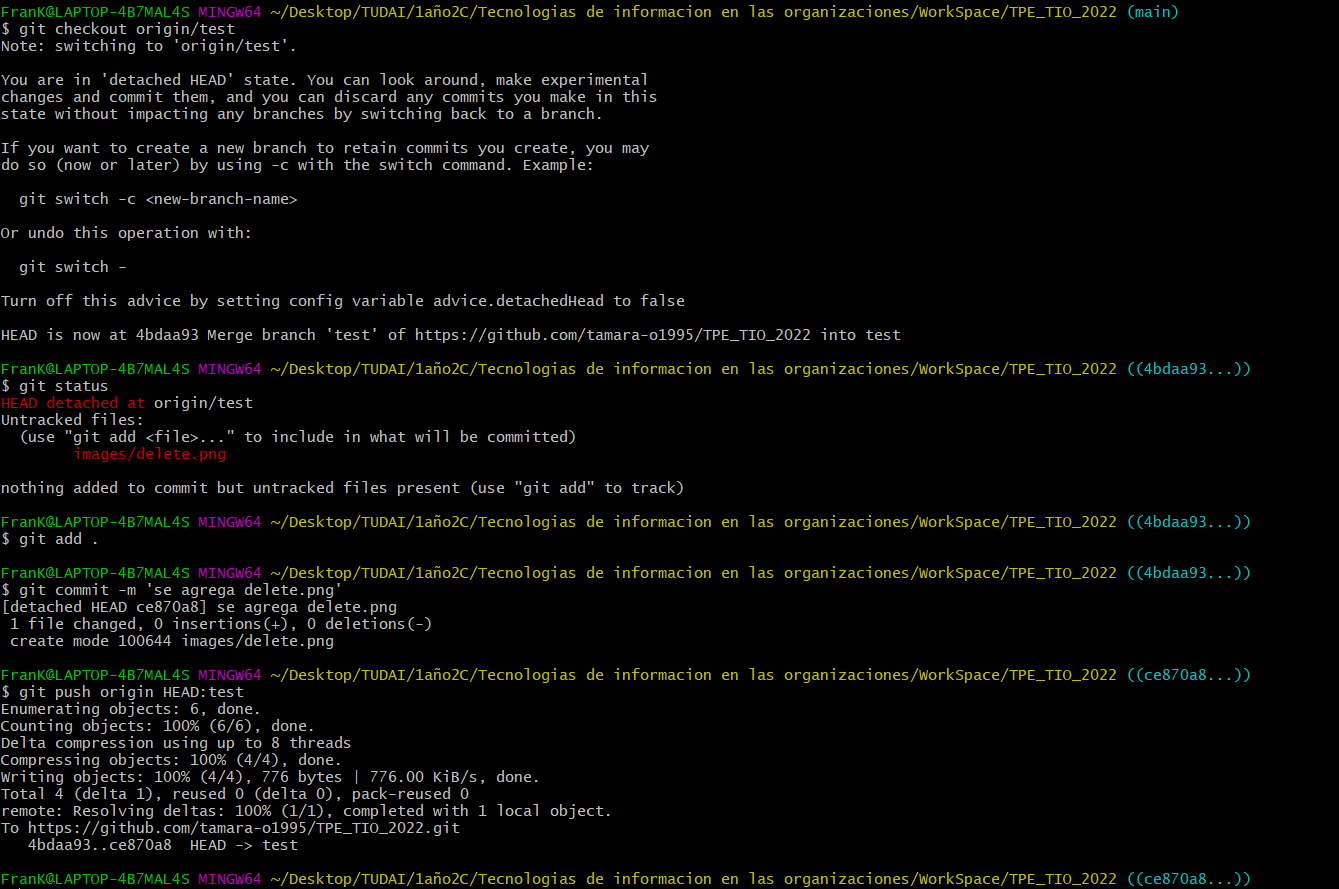 FranK@LAPTOP-4B7MAL4S MINGW64 ~/Desktop/TUDAI/1año2C/Tecnologias de informacion en las organizaciones/WorkSpace/TPE_TIO_2022 (main)
$ git checkout origin/test
Note: switching to 'origin/test'.

You are in 'detached HEAD' state. You can look around, make experimental
changes and commit them, and you can discard any commits you make in this
state without impacting any branches by switching back to a branch.

If you want to create a new branch to retain commits you create, you may
do so (now or later) by using -c with the switch command. Example:

  git switch -c <new-branch-name>

Or undo this operation with:

  git switch -

Turn off this advice by setting config variable advice.detachedHead to false

HEAD is now at 4bdaa93 Merge branch 'test' of https://github.com/tamara-o1995/TPE_TIO_2022 into test

FranK@LAPTOP-4B7MAL4S MINGW64 ~/Desktop/TUDAI/1año2C/Tecnologias de informacion en las organizaciones/WorkSpace/TPE_TIO_2022 ((4bdaa93...))
$ git status
HEAD detached at origin/test
Untracked files:
  (use "git add <file>..." to include in what will be committed)
        images/delete.png

nothing added to commit but untracked files present (use "git add" to track)

FranK@LAPTOP-4B7MAL4S MINGW64 ~/Desktop/TUDAI/1año2C/Tecnologias de informacion en las organizaciones/WorkSpace/TPE_TIO_2022 ((4bdaa93...))
$ git add .

FranK@LAPTOP-4B7MAL4S MINGW64 ~/Desktop/TUDAI/1año2C/Tecnologias de informacion en las organizaciones/WorkSpace/TPE_TIO_2022 ((4bdaa93...))
$ git commit -m 'se agrega delete.png'
[detached HEAD ce870a8] se agrega delete.png
 1 file changed, 0 insertions(+), 0 deletions(-)
 create mode 100644 images/delete.png

FranK@LAPTOP-4B7MAL4S MINGW64 ~/Desktop/TUDAI/1año2C/Tecnologias de informacion en las organizaciones/WorkSpace/TPE_TIO_2022 ((ce870a8...))
$ git push origin HEAD:test
Enumerating objects: 6, done.
Counting objects: 100% (6/6), done.
Delta compression using up to 8 threads
Compressing objects: 100% (4/4), done.
Writing objects: 100% (4/4), 776 bytes | 776.00 KiB/s, done.
Total 4 (delta 1), reused 0 (delta 0), pack-reused 0
remote: Resolving deltas: 100% (1/1), completed with 1 local object.
To https://github.com/tamara-o1995/TPE_TIO_2022.git
   4bdaa93..ce870a8  HEAD -> test

FranK@LAPTOP-4B7MAL4S MINGW64 ~/Desktop/TUDAI/1año2C/Tecnologias de informacion en las organizaciones/WorkSpace/TPE_TIO_2022 ((ce870a8...))